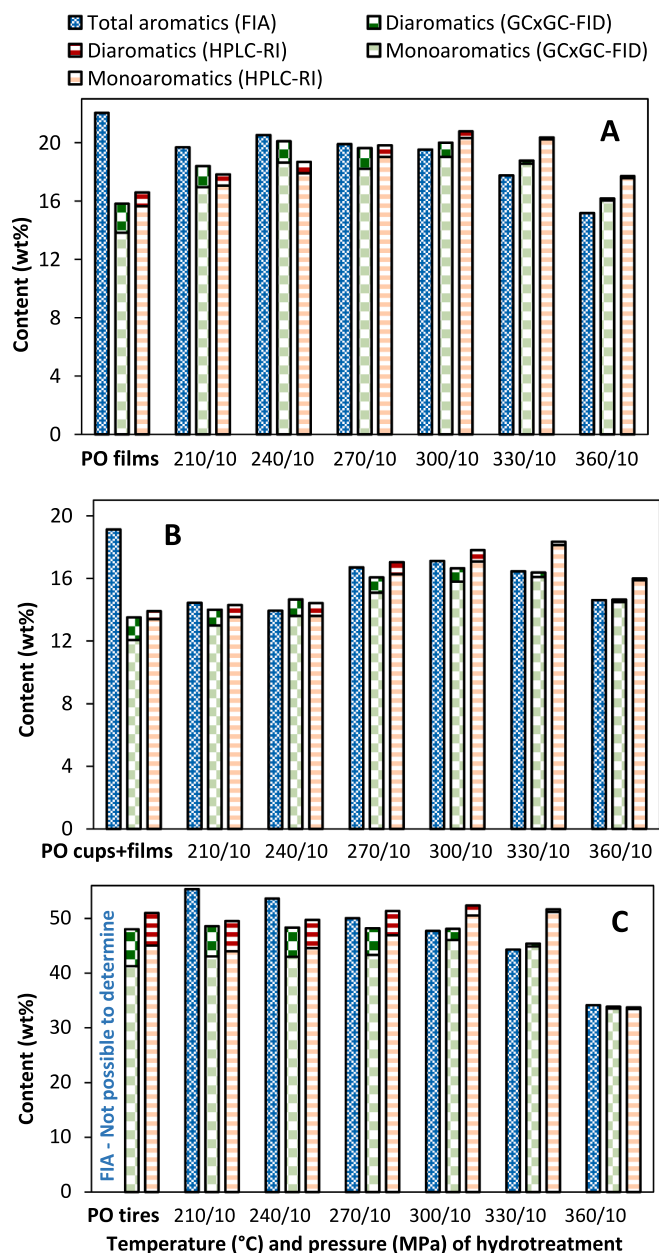 Total aromatics (FIA) Diaromatics (GCxGC-FID)
Diaromatics (HPLC-RI) Monoaromatics (GCxGC-FID)
Monoaromatics (HPLC-RI)
A
Content (wt%)
20
16
12
8
4
0
PO films 210/10 240/10 270/10 300/10 330/10 360/10
B
Content (wt%)
20
16
12
8
4
0
PO cups+films 210/10 240/10 270/10 300/10 330/10 360/10
C
Content (wt%)
50
40
30
20
10
0
FIA - Not possible to determine
PO tires 210/10 240/10 270/10 300/10 330/10 360/10
Temperature (°C) and pressure (MPa) of hydrotreatment